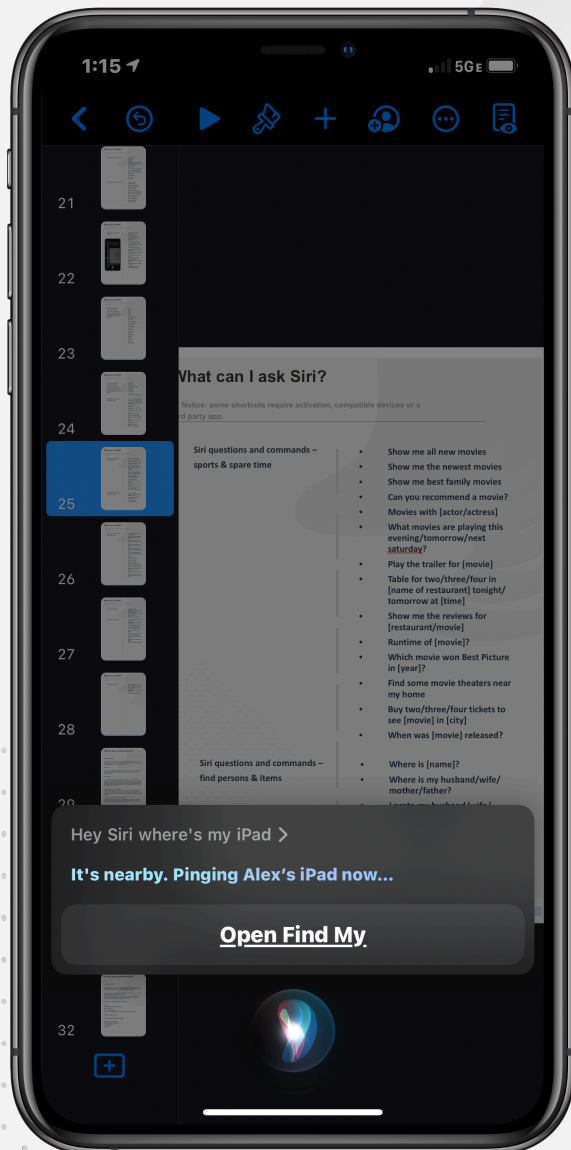 1:15
5GE
21
22
23
What can I ask Siri?
Notice: some shortcuts require activation, compatible devices or a
rd party app.
24
Siri questions and commands –
sports & spare time
• Show me all new movies
• Show me the newest movies
• Show me best family movies
25
• Can you recommend a movie?
• Movies with [actor/actress]
• What movies are playing this
evening/tomorrow/next
saturday?
• Play the trailer for [movie]
26
• Table for two/three/four in
[name of restaurant] tonight/
tomorrow at [time]
• Show me the reviews for
[restaurant/movie]
27
• Runtime of [movie]?
• Which movie won Best Picture
in [year]?
• Find some movie theaters near
my home
• Buy two/three/four tickets to
see [movie] in [city]
28
• When was [movie] released?
Siri questions and commands –
find persons & items
• Where is [name]?
• Where is my husband/wife/
mother/father?
29
• Locate my husband/wife/
Hey Siri where's my iPad >
It's nearby. Pinging Alex's iPad now...
Open Find My
32